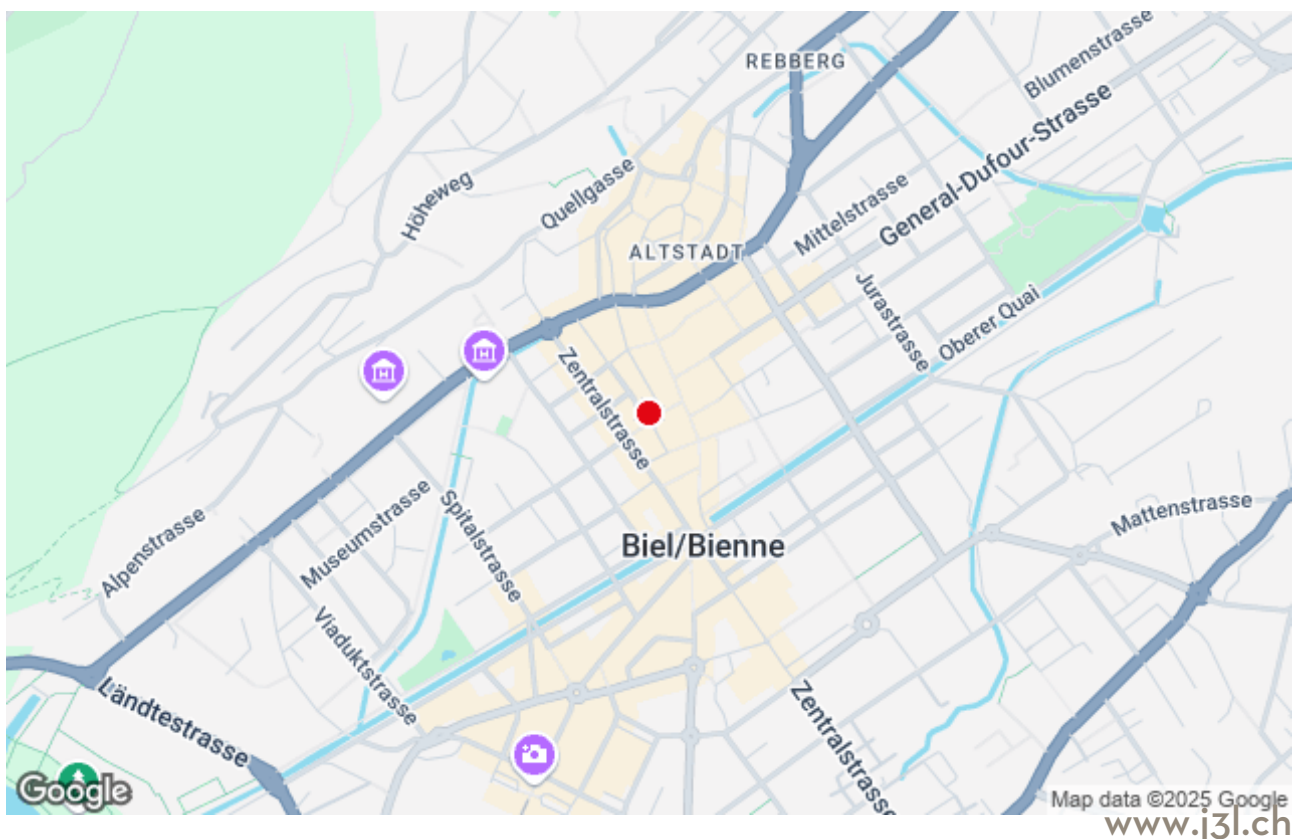 REBBERG
Blumenstrasse
General-Dufour-Strasse
Höheweg
Quellgasse
Mittelstrasse
ALTSTADT
Jurastrasse
Oberer Quai
Zentralstrasse
Museumstrasse
Spitalstrasse
Alpenstrasse
Mattenstrasse
Biel/Bienne
Viaduktstrasse
Ländtestrasse
Zentralstrasse
Google
Map data ©2025 Google
www.j3l.ch